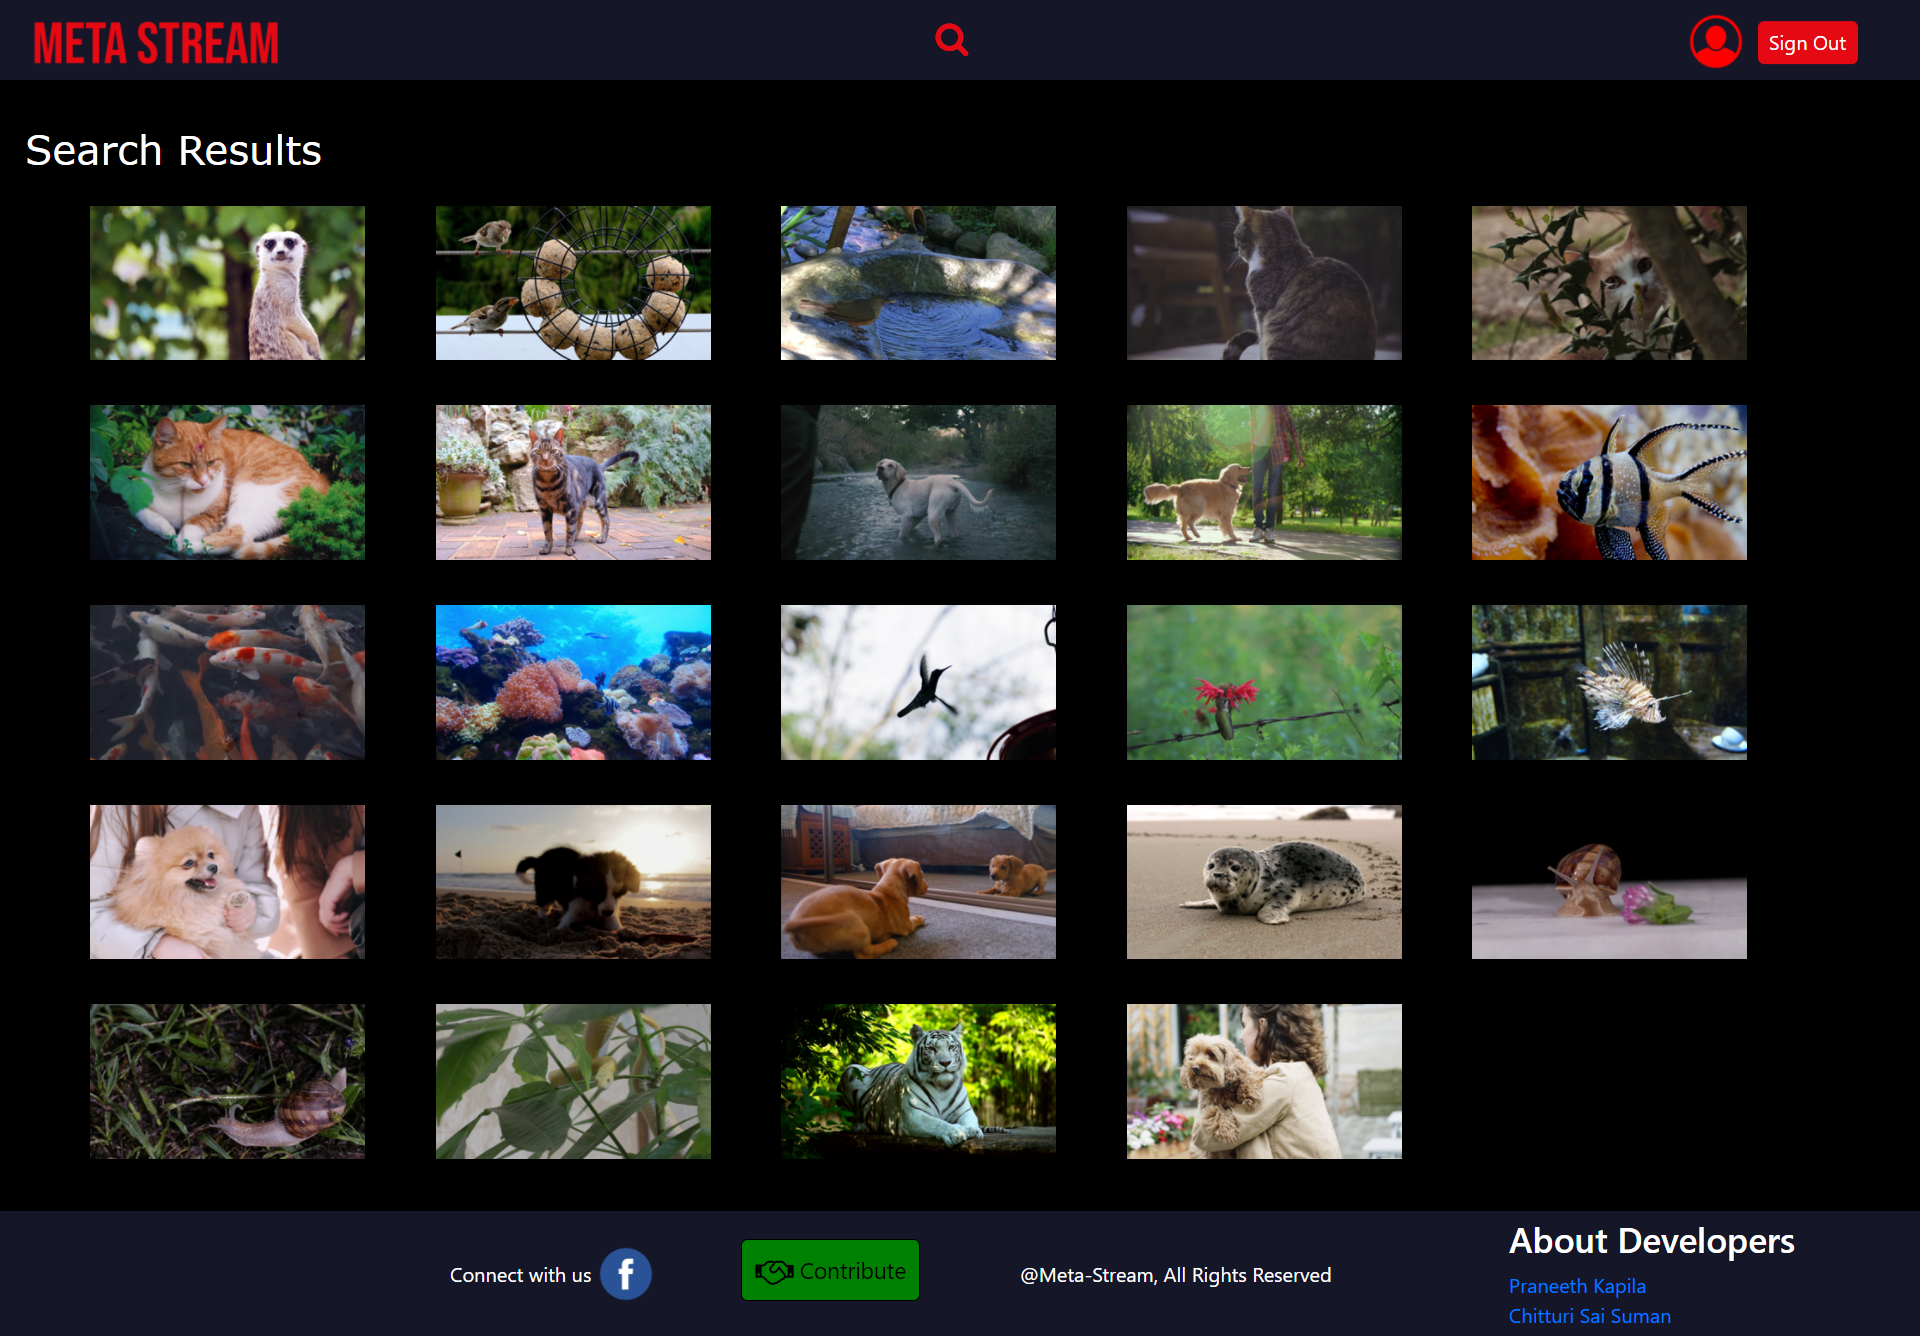 META STREAM
Sign Out
Search Results
Connect with us
Contribute
@Meta-Stream, All Rights Reserved
About Developers
Praneeth Kapila
Chitturi Sai Suman